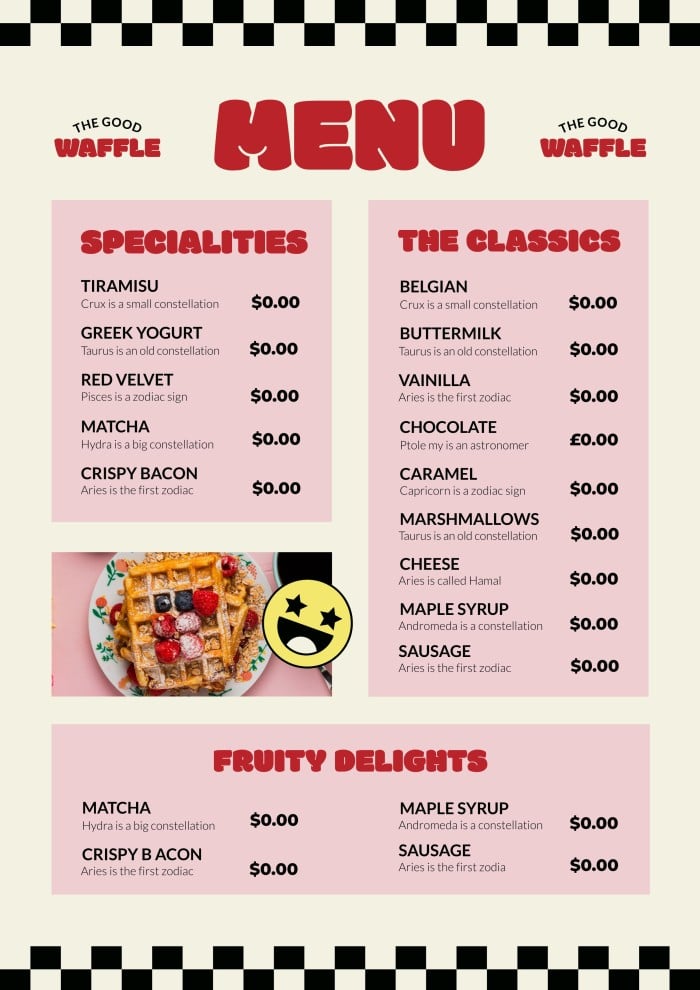 THE GOOD
WAFFLE
MENU
THE GOOD
WAFFLE
SPECIALITIES
TIRAMISU
Crux is a small constellation
$0.00
GREEK YOGURT
Taurus is an old constellation
$0.00
RED VELVET
Pisces is a zodiac sign
$0.00
MATCHA
Hydra is a big constellation
$0.00
CRISPY BACON
Aries is the first zodiac
$0.00
THE CLASSICS
BELGIAN
Crux is a small constellation
$0.00
BUTTERMILK
Taurus is an old constellation
$0.00
VAINILLA
Aries is the first zodiac
$0.00
CHOCOLATE
Ptole my is an astronomer
£0.00
CARAMEL
Capricorn is a zodiac sign
$0.00
MARSHMALLOWS
Taurus is an old constellation
$0.00
CHEESE
Aries is called Hamal
$0.00
MAPLE SYRUP
Andromeda is a constellation
$0.00
SAUSAGE
Aries is the first zodiac
$0.00
FRUITY DELIGHTS
MATCHA
Hydra is a big constellation
$0.00
CRISPY B ACON
Aries is the first zodiac
$0.00
MAPLE SYRUP
Andromeda is a constellation
$0.00
SAUSAGE
Aries is the first zodia
$0.00